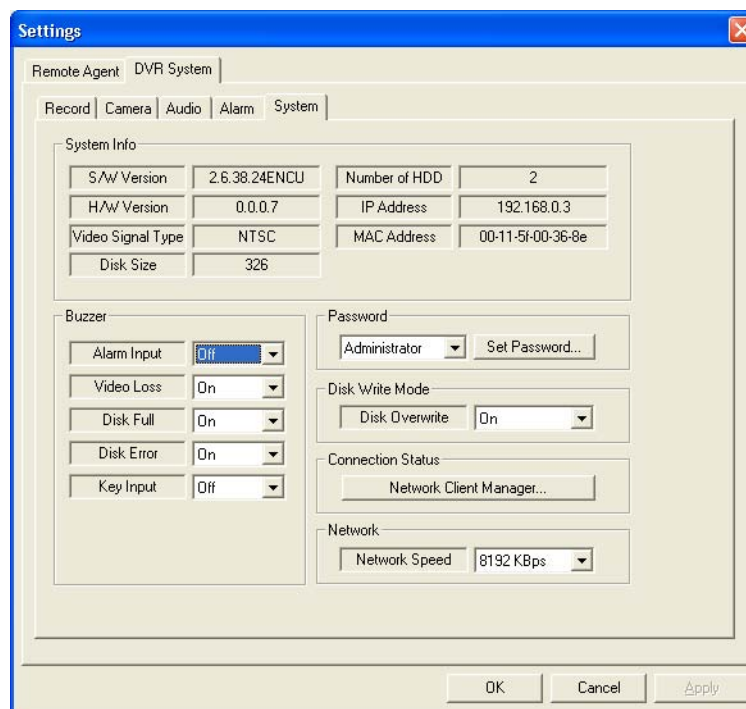 Settings
Remote Agent DVR System
Record Camera Audio Alarm System
System Info
S/W Version 2.6.38.24ENCU Number of HDD 2
H/W Version 0.0.0.7 IP Address 192.168.0.3
Video Signal Type NTSC MAC Address 00-11-5f-00-36-8e
Disk Size 326
Buzzer
Alarm Input Off
Video Loss On
Disk Full On
Disk Error On
Key Input Off
Password
Administrator Set Password...
Disk Write Mode
Disk Overwrite On
Connection Status
Network Client Manager...
Network
Network Speed 8192 KBps
OK Cancel Apply